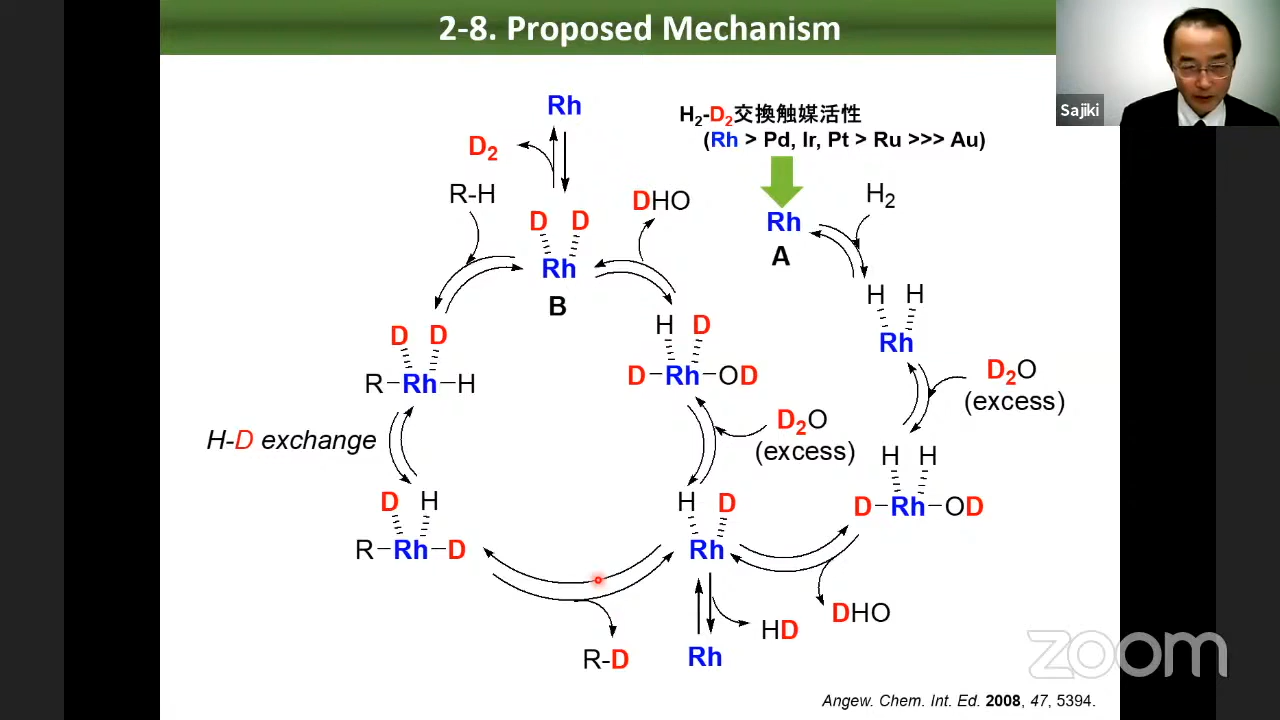 2-8. Proposed Mechanism
Sajiki
Rh
D2
R-H
D D
Rh
B
DHO
H2-D2交換触媒活性
(Rh > Pd, Ir, Pt > Ru >>> Au)
Rh
A
H2
H H
Rh
D2O
(excess)
H H
D-Rh-OD
DHO
H D
D-Rh-OD
D2O
(excess)
H D
Rh
HD
Rh
D D
R-Rh-H
H-D exchange
D H
R-Rh-D
R-D
zoom
Angew. Chem. Int. Ed. 2008, 47, 5394.